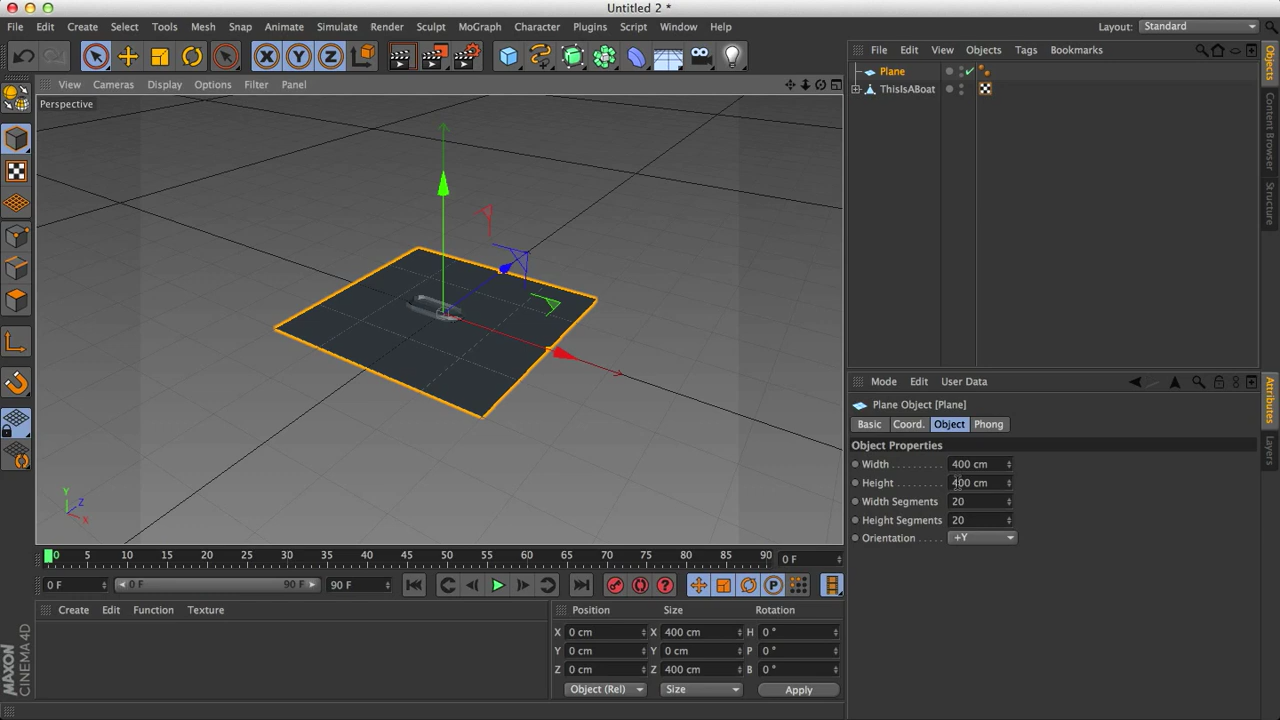 Untitled 2 *
File Edit Create Select Tools Mesh Snap Animate Simulate Render Sculpt MoGraph Character Plugins Script Window Help Layout: Standard
File Edit View Objects Tags Bookmarks
View Cameras Display Options Filter Panel
Perspective
Plane
ThisIsABoat
Objects
Content Browser
Structure
Mode Edit User Data
Plane Object [Plane]
Basic Coord. Object Phong
Object Properties
Width 400 cm
Height 400 cm
Width Segments 20
Height Segments 20
Orientation +Y
Attributes
Layers
X Y Z
Y
Z
X
0 5 10 15 20 25 30 35 40 45 50 55 60 65 70 75 80 85 90 0 F
0 F 0 F 90 F 90 F
P
Create Edit Function Texture
Position Size Rotation
X 0 cm X 400 cm H 0 °
Y 0 cm Y 0 cm P 0 °
Z 0 cm Z 400 cm B 0 °
Object (Rel) Size Apply
MAXON
CINEMA 4D